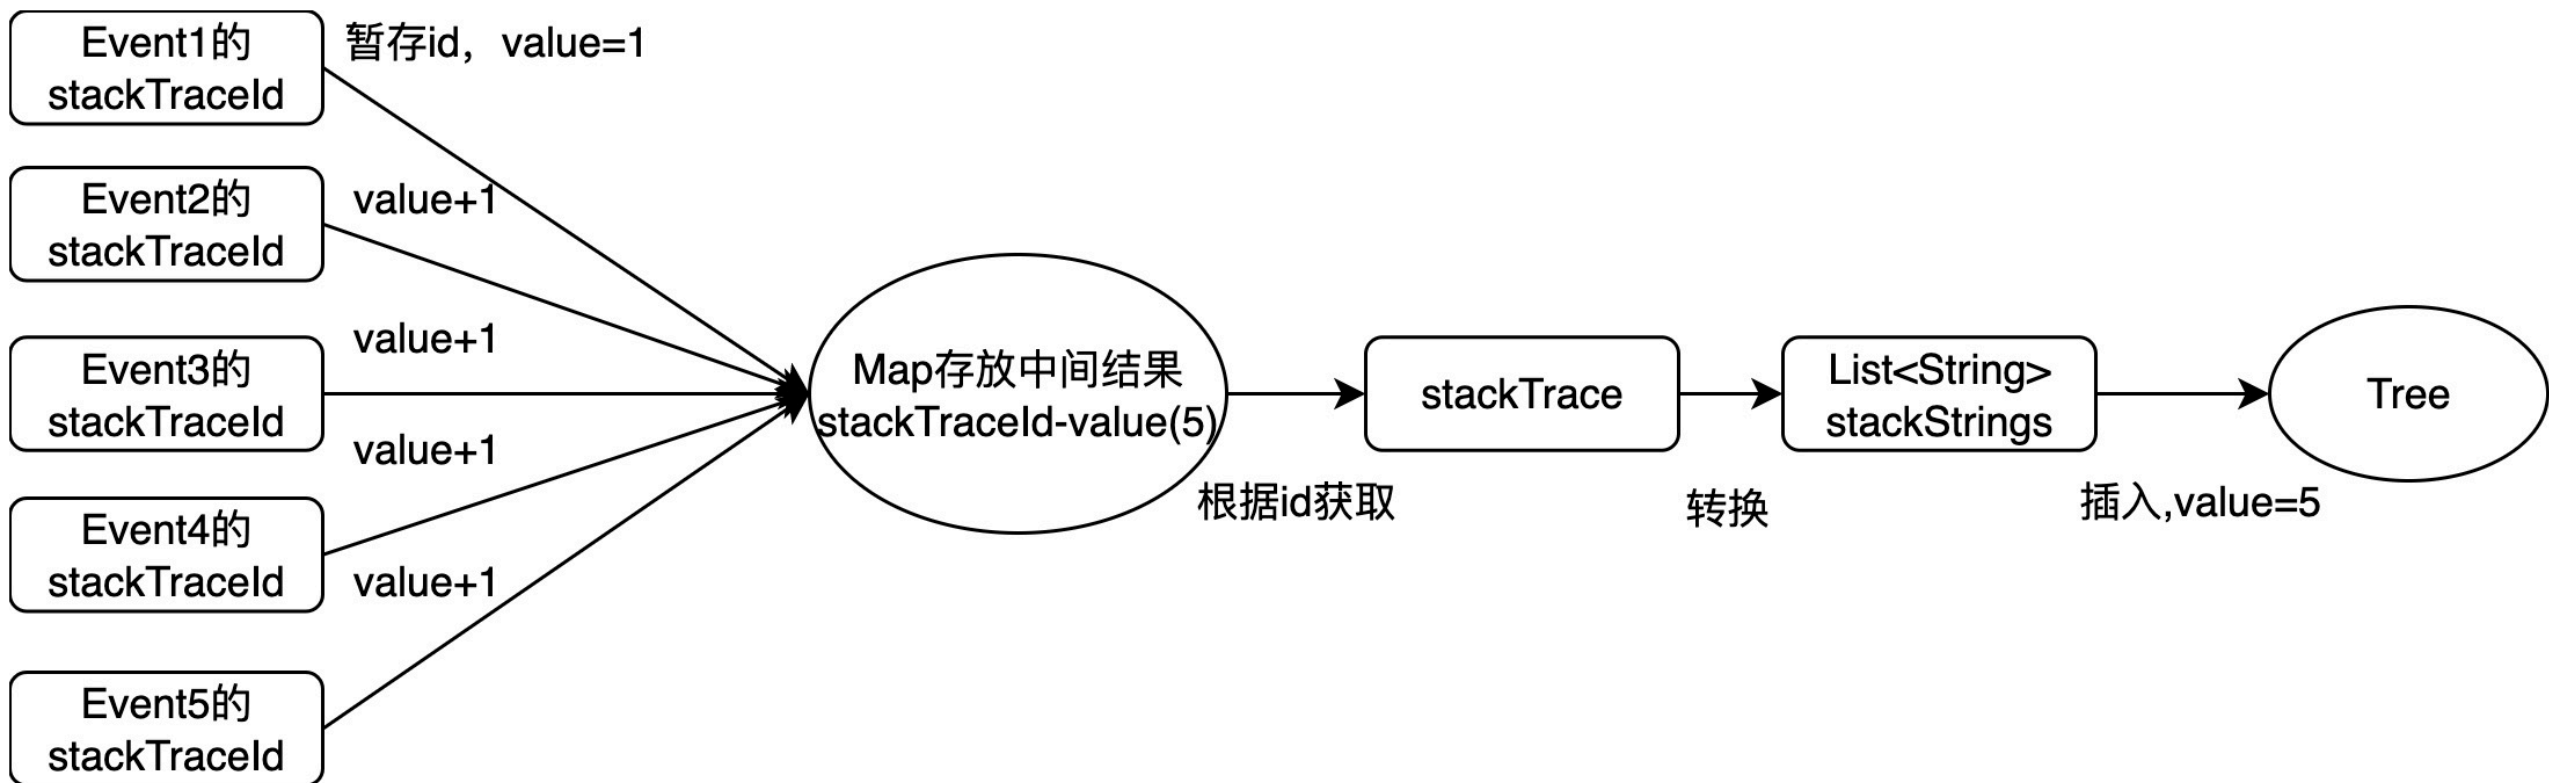 Event1的
stackTraceId
暂存id，value=1
Event2的
stackTraceId
value+1
Event3的
stackTraceId
value+1
Event4的
stackTraceId
value+1
Event5的
stackTraceId
value+1
Map存放中间结果
stackTraceId-value(5)
根据id获取
stackTrace
转换
List<String>
stackStrings
插入,value=5
Tree